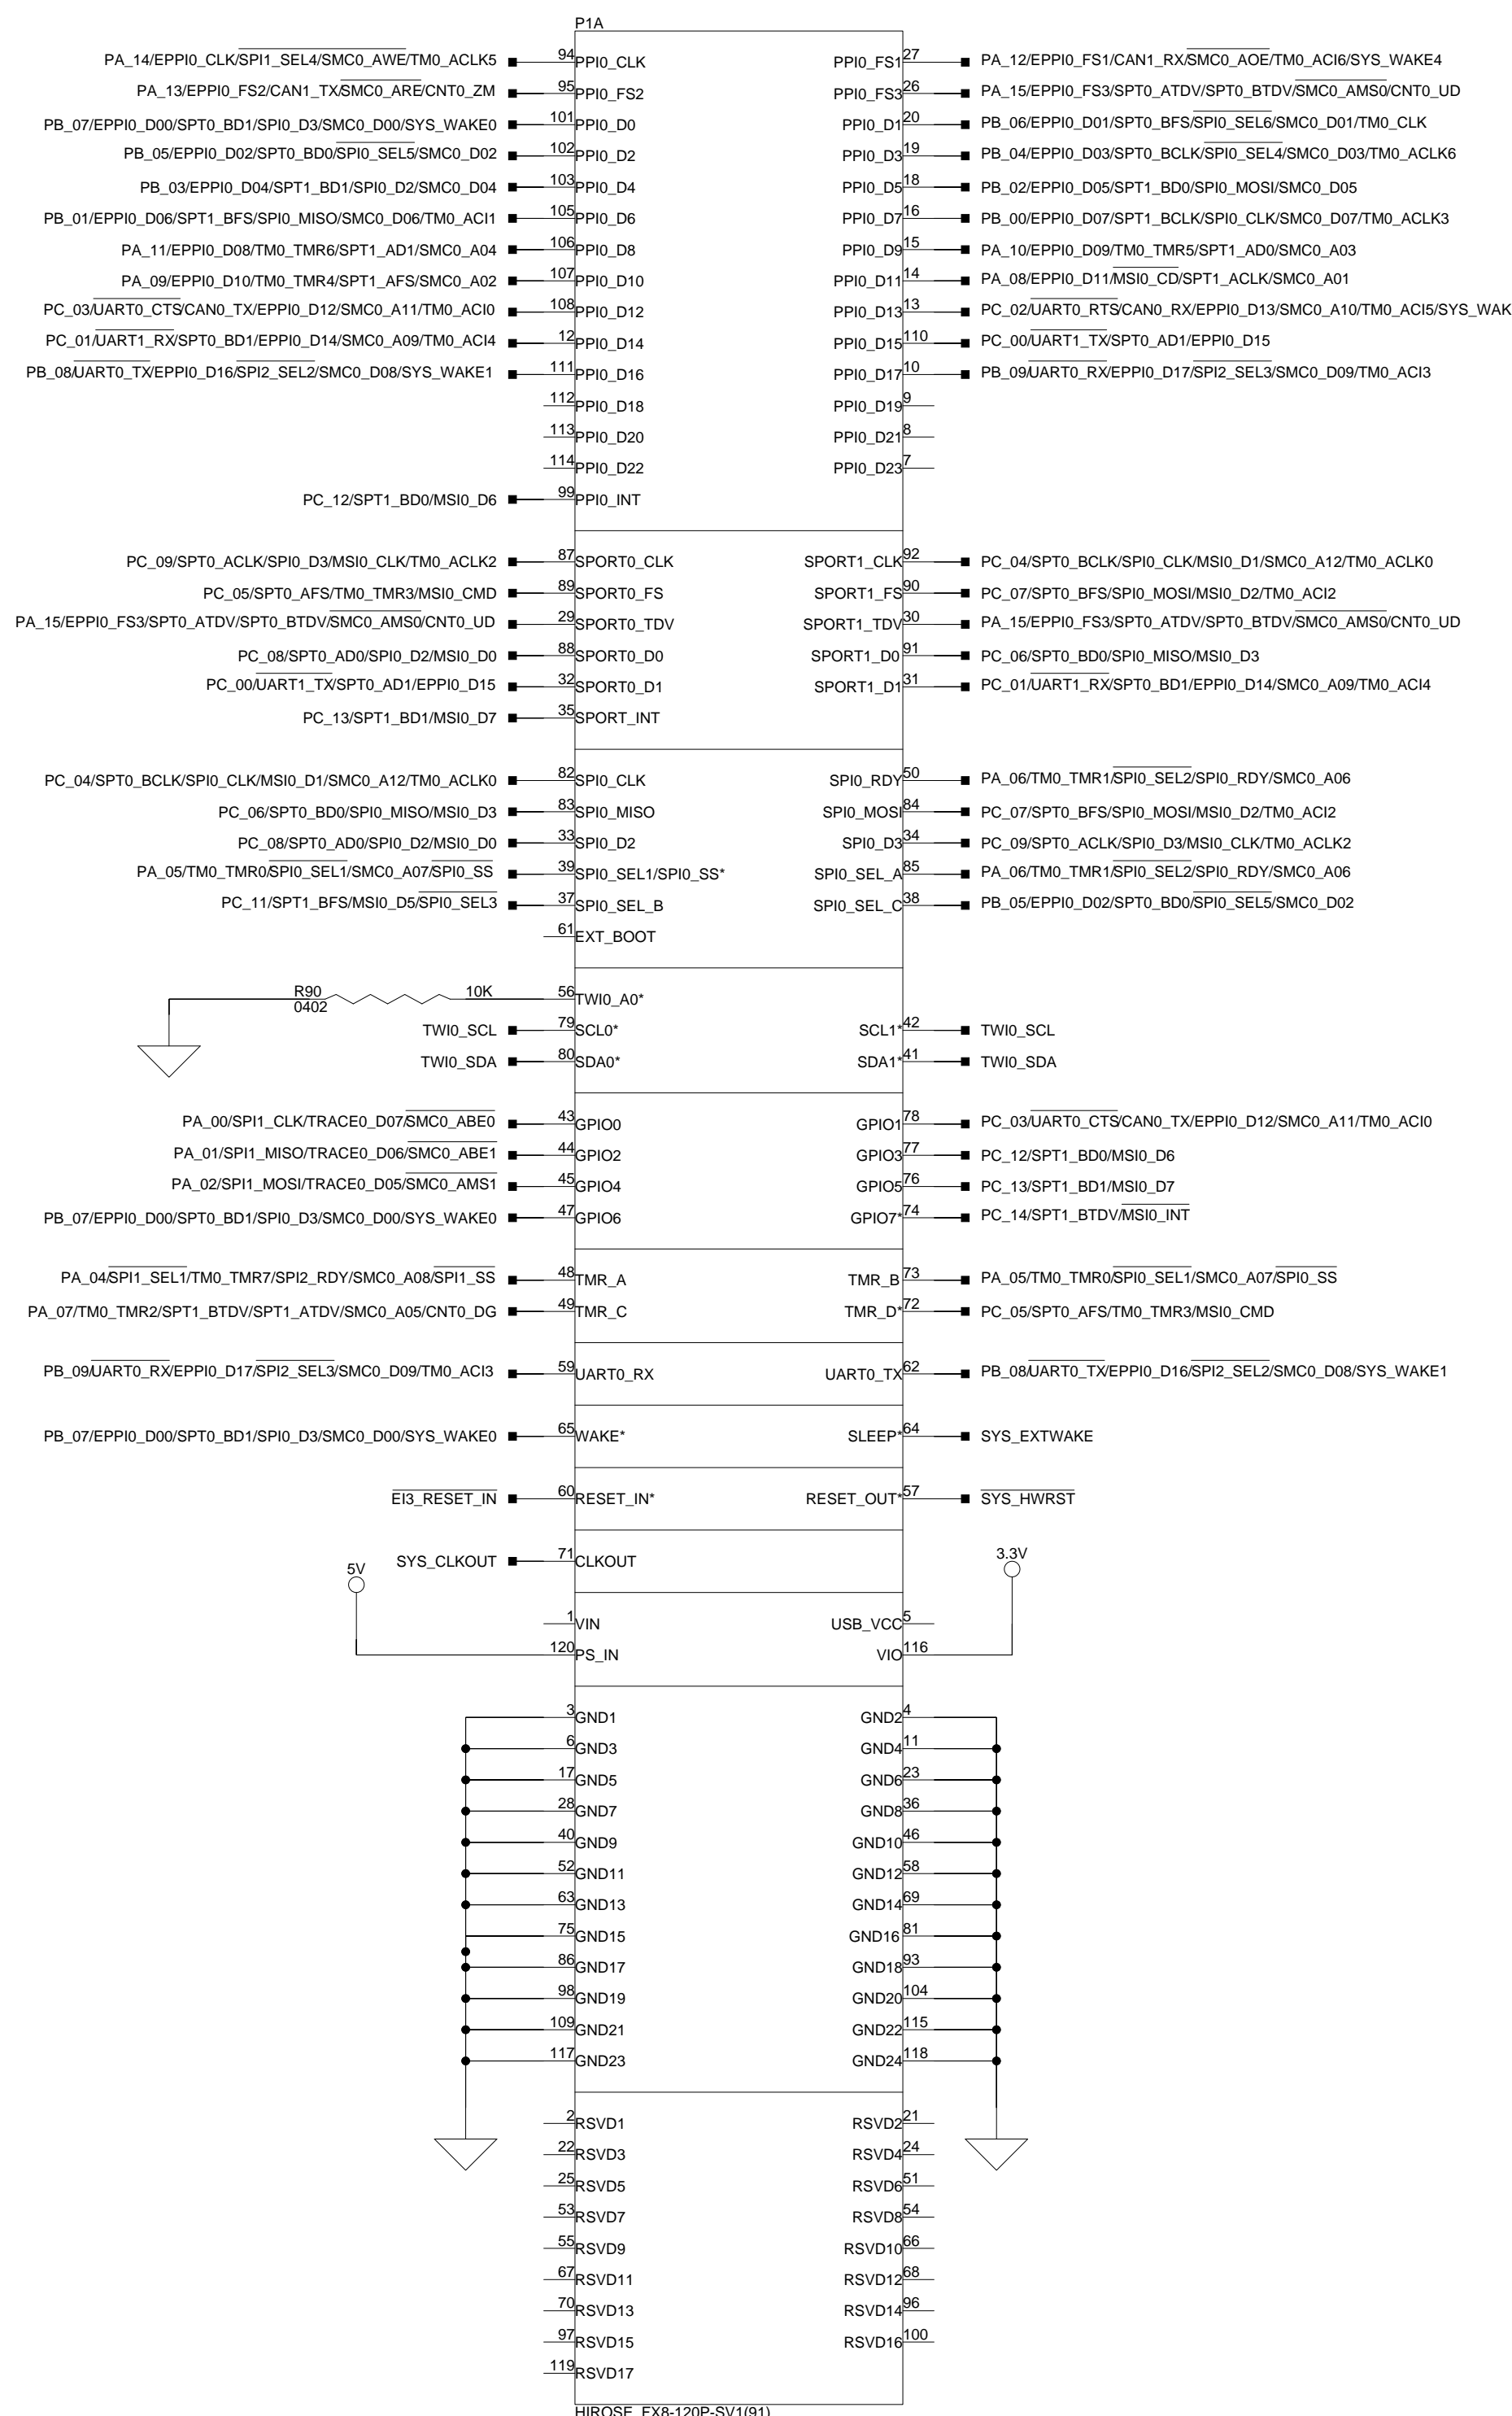 P1A
PA_14/EPPI0_CLK/SPI1_SEL4/SMC0_AWE/TM0_ACLK5 94 PPI0_CLK PPI0_FS1 27 PA_12/EPPI0_FS1/CAN1_RX/SMC0_AOE/TM0_ACI6/SYS_WAKE4
PA_13/EPPI0_FS2/CAN1_TX/SMC0_ARE/CNT0_ZM 95 PPI0_FS2 PPI0_FS3 26 PA_15/EPPI0_FS3/SPT0_ATDV/SPT0_BTDV/SMC0_AMS0/CNT0_UD
PB_07/EPPI0_D00/SPT0_BD1/SPI0_D3/SMC0_D00/SYS_WAKE0 101 PPI0_D0 PPI0_D1 20 PB_06/EPPI0_D01/SPT0_BFS/SPI0_SEL6/SMC0_D01/TM0_CLK
PB_05/EPPI0_D02/SPT0_BD0/SPI0_SEL5/SMC0_D02 102 PPI0_D2 PPI0_D3 19 PB_04/EPPI0_D03/SPT0_BCLK/SPI0_SEL4/SMC0_D03/TM0_ACLK6
PB_03/EPPI0_D04/SPT1_BD1/SPI0_D2/SMC0_D04 103 PPI0_D4 PPI0_D5 18 PB_02/EPPI0_D05/SPT1_BD0/SPI0_MOSI/SMC0_D05
PB_01/EPPI0_D06/SPT1_BFS/SPI0_MISO/SMC0_D06/TM0_ACI1 105 PPI0_D6 PPI0_D7 16 PB_00/EPPI0_D07/SPT1_BCLK/SPI0_CLK/SMC0_D07/TM0_ACLK3
PA_11/EPPI0_D08/TM0_TMR6/SPT1_AD1/SMC0_A04 106 PPI0_D8 PPI0_D9 15 PA_10/EPPI0_D09/TM0_TMR5/SPT1_AD0/SMC0_A03
PA_09/EPPI0_D10/TM0_TMR4/SPT1_AFS/SMC0_A02 107 PPI0_D10 PPI0_D11 14 PA_08/EPPI0_D11/MSI0_CD/SPT1_ACLK/SMC0_A01
PC_03/UART0_CTS/CAN0_TX/EPPI0_D12/SMC0_A11/TM0_ACI0 108 PPI0_D12 PPI0_D13 13 PC_02/UART0_RTS/CAN0_RX/EPPI0_D13/SMC0_A10/TM0_ACI5/SYS_WAK
PC_01/UART1_RX/SPT0_BD1/EPPI0_D14/SMC0_A09/TM0_ACI4 12 PPI0_D14 PPI0_D15 110 PC_00/UART1_TX/SPT0_AD1/EPPI0_D15
PB_08/UART0_TX/EPPI0_D16/SPI2_SEL2/SMC0_D08/SYS_WAKE1 111 PPI0_D16 PPI0_D17 10 PB_09/UART0_RX/EPPI0_D17/SPI2_SEL3/SMC0_D09/TM0_ACI3
112 PPI0_D18 PPI0_D19 9
113 PPI0_D20 PPI0_D21 8
114 PPI0_D22 PPI0_D23 7
PC_12/SPT1_BD0/MSI0_D6 99 PPI0_INT
PC_09/SPT0_ACLK/SPI0_D3/MSI0_CLK/TM0_ACLK2 87 SPORT0_CLK SPORT1_CLK 92 PC_04/SPT0_BCLK/SPI0_CLK/MSI0_D1/SMC0_A12/TM0_ACLK0
PC_05/SPT0_AFS/TM0_TMR3/MSI0_CMD 89 SPORT0_FS SPORT1_FS 90 PC_07/SPT0_BFS/SPI0_MOSI/MSI0_D2/TM0_ACI2
PA_15/EPPI0_FS3/SPT0_ATDV/SPT0_BTDV/SMC0_AMS0/CNT0_UD 29 SPORT0_TDV SPORT1_TDV 30 PA_15/EPPI0_FS3/SPT0_ATDV/SPT0_BTDV/SMC0_AMS0/CNT0_UD
PC_08/SPT0_AD0/SPI0_D2/MSI0_D0 88 SPORT0_D0 SPORT1_D0 91 PC_06/SPT0_BD0/SPI0_MISO/MSI0_D3
PC_00/UART1_TX/SPT0_AD1/EPPI0_D15 32 SPORT0_D1 SPORT1_D1 31 PC_01/UART1_RX/SPT0_BD1/EPPI0_D14/SMC0_A09/TM0_ACI4
PC_13/SPT1_BD1/MSI0_D7 35 SPORT_INT
PC_04/SPT0_BCLK/SPI0_CLK/MSI0_D1/SMC0_A12/TM0_ACLK0 82 SPI0_CLK SPI0_RDY 50 PA_06/TM0_TMR1/SPI0_SEL2/SPI0_RDY/SMC0_A06
PC_06/SPT0_BD0/SPI0_MISO/MSI0_D3 83 SPI0_MISO SPI0_MOSI 84 PC_07/SPT0_BFS/SPI0_MOSI/MSI0_D2/TM0_ACI2
PC_08/SPT0_AD0/SPI0_D2/MSI0_D0 33 SPI0_D2 SPI0_D3 34 PC_09/SPT0_ACLK/SPI0_D3/MSI0_CLK/TM0_ACLK2
PA_05/TM0_TMR0/SPI0_SEL1/SMC0_A07/SPI0_SS 39 SPI0_SEL1/SPI0_SS* SPI0_SEL_A 85 PA_06/TM0_TMR1/SPI0_SEL2/SPI0_RDY/SMC0_A06
PC_11/SPT1_BFS/MSI0_D5/SPI0_SEL3 37 SPI0_SEL_B SPI0_SEL_C 38 PB_05/EPPI0_D02/SPT0_BD0/SPI0_SEL5/SMC0_D02
61 EXT_BOOT
R90 10K 56 TWI0_A0*
0402
TWI0_SCL 79 SCL0* SCL1* 42 TWI0_SCL
TWI0_SDA 80 SDA0* SDA1* 41 TWI0_SDA
PA_00/SPI1_CLK/TRACE0_D07/SMC0_ABE0 43 GPIO0 GPIO1 78 PC_03/UART0_CTS/CAN0_TX/EPPI0_D12/SMC0_A11/TM0_ACI0
PA_01/SPI1_MISO/TRACE0_D06/SMC0_ABE1 44 GPIO2 GPIO3 77 PC_12/SPT1_BD0/MSI0_D6
PA_02/SPI1_MOSI/TRACE0_D05/SMC0_AMS1 45 GPIO4 GPIO5 76 PC_13/SPT1_BD1/MSI0_D7
PB_07/EPPI0_D00/SPT0_BD1/SPI0_D3/SMC0_D00/SYS_WAKE0 47 GPIO6 GPIO7* 74 PC_14/SPT1_BTDV/MSI0_INT
PA_04/SPI1_SEL1/TM0_TMR7/SPI2_RDY/SMC0_A08/SPI1_SS 48 TMR_A TMR_B 73 PA_05/TM0_TMR0/SPI0_SEL1/SMC0_A07/SPI0_SS
PA_07/TM0_TMR2/SPT1_BTDV/SPT1_ATDV/SMC0_A05/CNT0_DG 49 TMR_C TMR_D* 72 PC_05/SPT0_AFS/TM0_TMR3/MSI0_CMD
PB_09/UART0_RX/EPPI0_D17/SPI2_SEL3/SMC0_D09/TM0_ACI3 59 UART0_RX UART0_TX 62 PB_08/UART0_TX/EPPI0_D16/SPI2_SEL2/SMC0_D08/SYS_WAKE1
PB_07/EPPI0_D00/SPT0_BD1/SPI0_D3/SMC0_D00/SYS_WAKE0 65 WAKE* SLEEP* 64 SYS_EXTWAKE
EI3_RESET_IN 60 RESET_IN* RESET_OUT* 57 SYS_HWRST
SYS_CLKOUT 71 CLKOUT
5V 3.3V
1 VIN USB_VCC 5
120 PS_IN VIO 116
3 GND1 GND2 4
6 GND3 GND4 11
17 GND5 GND6 23
28 GND7 GND8 36
40 GND9 GND10 46
52 GND11 GND12 58
63 GND13 GND14 69
75 GND15 GND16 81
86 GND17 GND18 93
98 GND19 GND20 104
109 GND21 GND22 115
117 GND23 GND24 118
2 RSVD1 RSVD2 21
22 RSVD3 RSVD4 24
25 RSVD5 RSVD6 51
53 RSVD7 RSVD8 54
55 RSVD9 RSVD10 66
67 RSVD11 RSVD12 68
70 RSVD13 RSVD14 96
97 RSVD15 RSVD16 100
119 RSVD17
HIROSE_FX8-120P-SV1(91)